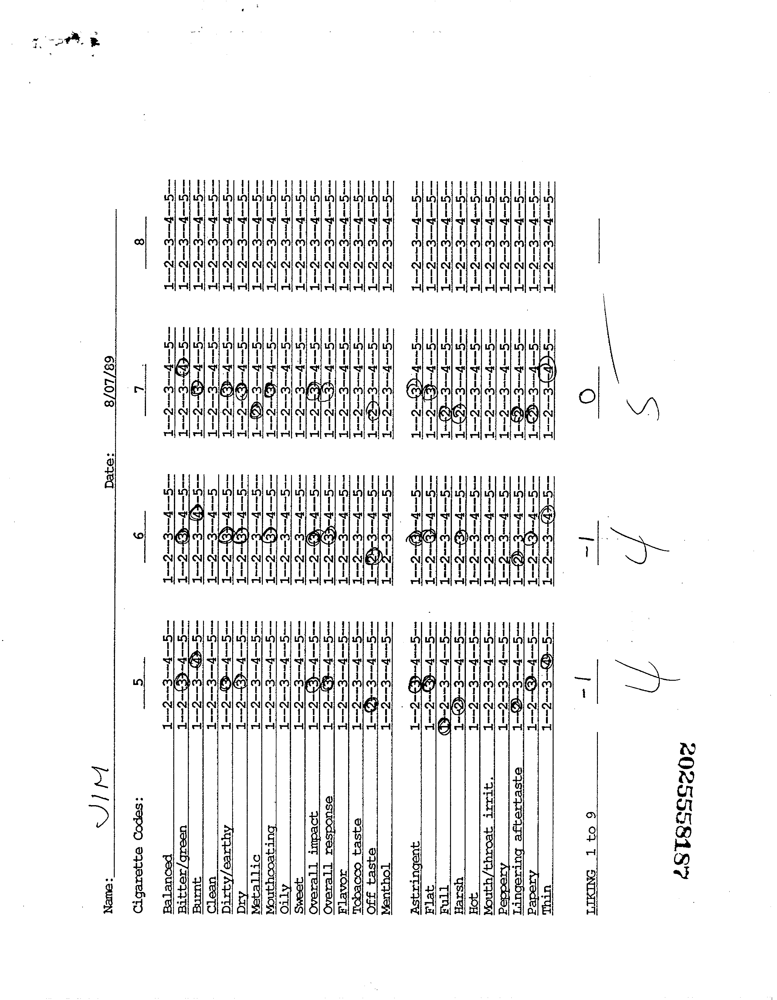 Name: JIM Date: 8/07/89
Cigarette Codes: 5 6 7 8
Balanced 1--2--3--4--5--- 1--2--3--4--5--- 1--2--3--4--5--- 1--2--3--4--5---
Bitter/green 1--2--3--4--5--- 1--2--3--4--5--- 1--2--3--4--5--- 1--2--3--4--5---
Burnt 1--2--3--4--5--- 1--2--3--4--5--- 1--2--3--4--5--- 1--2--3--4--5---
Clean 1--2--3--4--5--- 1--2--3--4--5 1--2--3--4--5--- 1--2--3--4--5---
Dirty/earthy 1--2--3--4--5--- 1--2--3--4--5--- 1--2--3--4--5--- 1--2--3--4--5---
Dry 1--2--3--4--5--- 1--2--3--4--5--- 1--2--3--4--5--- 1--2--3--4--5---
Metallic 1--2--3--4--5--- 1--2--3--4--5--- 1--2--3--4--5--- 1--2--3--4--5---
Mouthcoating 1--2--3--4--5--- 1--2--3--4--5--- 1--2--3--4--5--- 1--2--3--4--5---
Oily 1--2--3--4--5--- 1--2--3--4--5--- 1--2--3--4--5--- 1--2--3--4--5---
Sweet 1--2--3--4--5--- 1--2--3--4--5--- 1--2--3--4--5--- 1--2--3--4--5---
Overall impact 1--2--3--4--5--- 1--2--3--4--5--- 1--2--3--4--5--- 1--2--3--4--5---
Overall response 1--2--3--4--5--- 1--2--3--4--5--- 1--2--3--4--5--- 1--2--3--4--5---
Flavor 1--2--3--4--5--- 1--2--3--4--5--- 1--2--3--4--5--- 1--2--3--4--5---
Tobacco taste 1--2--3--4--5--- 1--2--3--4--5--- 1--2--3--4--5--- 1--2--3--4--5---
Off taste 1--2--3--4--5--- 1--2--3--4--5--- 1--2--3--4--5--- 1--2--3--4--5---
Menthol 1--2--3--4--5--- 1--2--3--4--5--- 1--2--3--4--5--- 1--2--3--4--5---
Astringent 1--2--3--4--5--- 1--2--3--4--5--- 1--2--3--4--5--- 1--2--3--4--5---
Flat 1--2--3--4--5--- 1--2--3--4--5--- 1--2--3--4--5--- 1--2--3--4--5---
Full 1--2--3--4--5--- 1--2--3--4--5--- 1--2--3--4--5--- 1--2--3--4--5---
Harsh 1--2--3--4--5--- 1--2--3--4--5--- 1--2--3--4--5--- 1--2--3--4--5---
Hot 1--2--3--4--5--- 1--2--3--4--5--- 1--2--3--4--5--- 1--2--3--4--5---
Mouth/throat irrit. 1--2--3--4--5--- 1--2--3--4--5--- 1--2--3--4--5--- 1--2--3--4--5---
Peppery 1--2--3--4--5--- 1--2--3--4--5--- 1--2--3--4--5--- 1--2--3--4--5---
Lingering aftertaste 1--2--3--4--5--- 1--2--3--4--5--- 1--2--3--4--5--- 1--2--3--4--5---
Papery 1--2--3--4--5--- 1--2--3--4--5--- 1--2--3--4--5--- 1--2--3--4--5---
Thin 1--2--3--4--5--- 1--2--3--4--5--- 1--2--3--4--5 1--2--3--4--5---
LIKING 1 to 9 -1 -1 0
4 4 5
2025558187